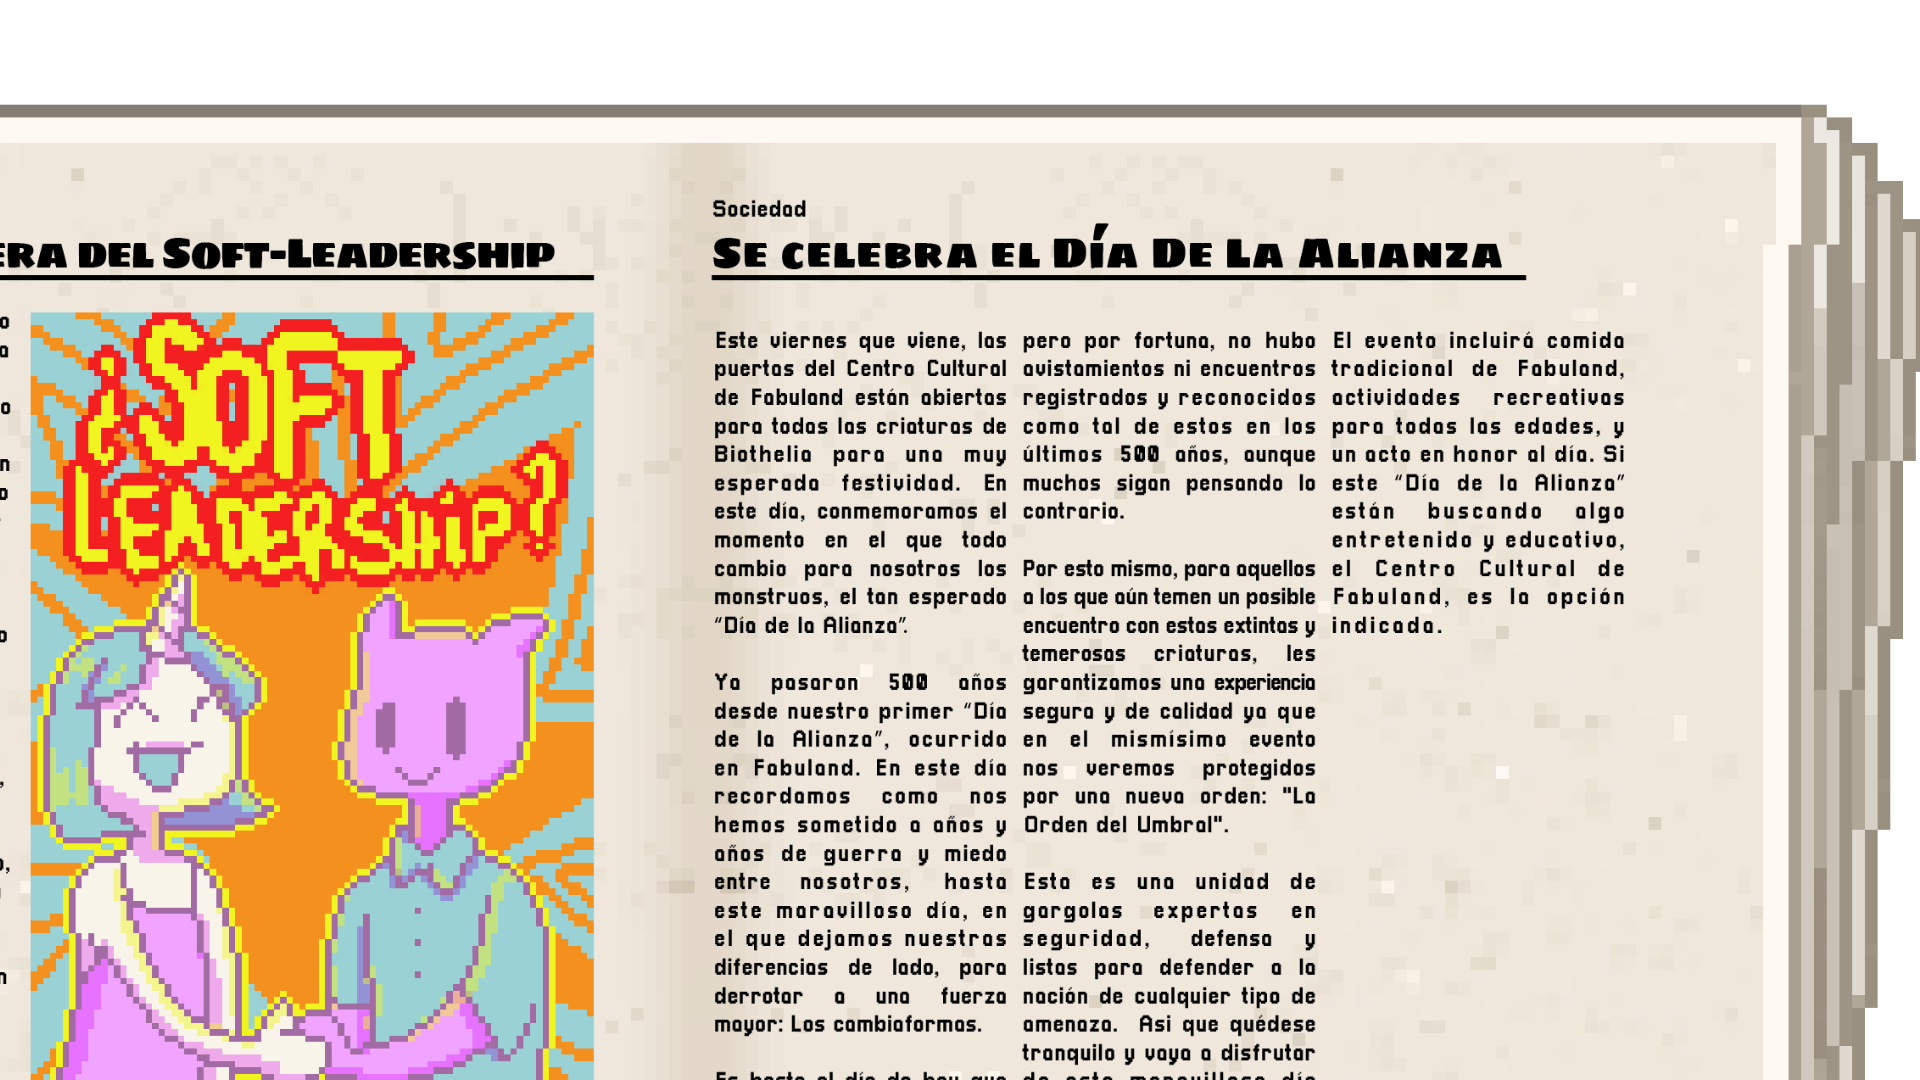 ERA DEL SOFT-LEADERSHIP
¿SOFT
LEADERSHIP?
Sociedad
SE CELEBRA EL DÍA DE LA ALIANZA
Este viernes que viene, las
puertas del Centro Cultural
de Fabuland están abiertas
para todas las criaturas de
Biothelia para una muy
esperada festividad. En
este día, conmemoramos el
momento en el que todo
cambio para nosotros los
monstruos, el tan esperado
“Día de la Alianza”.
Ya pasaron 500 años
desde nuestro primer “Día
de la Alianza”, ocurrido
en Fabuland. En este día
recordamos como nos
hemos sometido a años y
años de guerra y miedo
entre nosotros, hasta
este maravilloso día, en
el que dejamos nuestras
diferencias de lado, para
derrotar a una fuerza
mayor: Los cambiaformas.
Es hasta el día de hoy que
pero por fortuna, no hubo
avistamientos ni encuentros
registrados y reconocidos
como tal de estos en los
últimos 500 años, aunque
muchos sigan pensando lo
contrario.
Por esto mismo, para aquellos
a los que aún temen un posible
encuentro con estas extintas y
temerosas criaturas, les
garantizamos una experiencia
segura y de calidad ya que
en el mismísimo evento
nos veremos protegidos
por una nueva orden: "La
Orden del Umbral".
Esta es una unidad de
gargolas expertas en
seguridad, defensa y
listas para defender a la
nación de cualquier tipo de
amenaza. Asi que quédese
tranquilo y vaya a disfrutar
de este maravilloso día
El evento incluirá comida
tradicional de Fabuland,
actividades recreativas
para todas las edades, y
un acto en honor al día. Si
este “Día de la Alianza”
están buscando algo
entretenido y educativo,
el Centro Cultural de
Fabuland, es la opción
indicada.